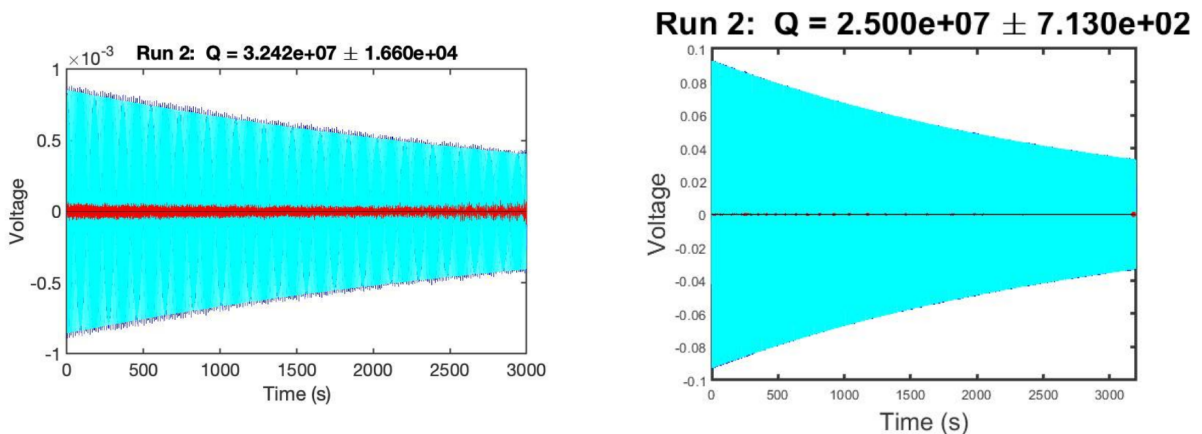 Run 2: Q = 3.242e+07 ± 1.660e+04
×10⁻³
1
0.5
0
-0.5
-1
Voltage
0 500 1000 1500 2000 2500 3000
Time (s)
Run 2: Q = 2.500e+07 ± 7.130e+02
0.1
0.08
0.06
0.04
0.02
0
-0.02
-0.04
-0.06
-0.08
-0.1
Voltage
0 500 1000 1500 2000 2500 3000
Time (s)